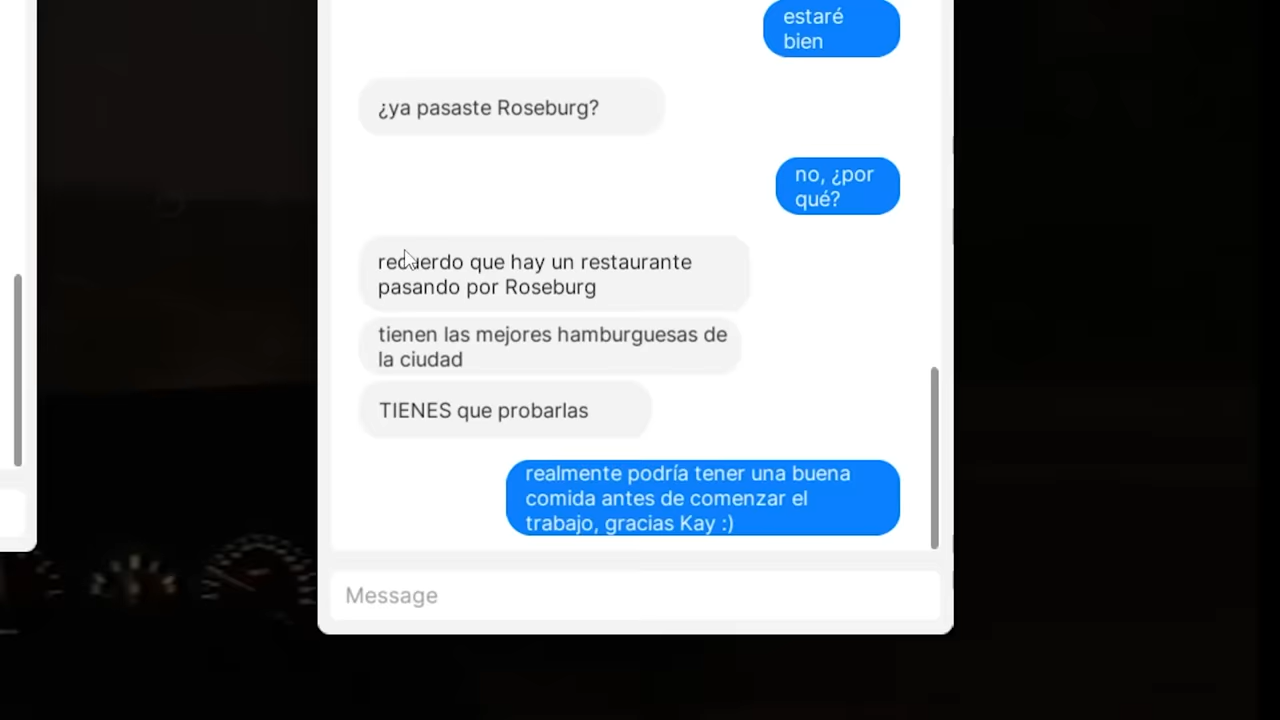 estaré
bien
¿ya pasaste Roseburg?
no, ¿por
qué?
recuerdo que hay un restaurante
pasando por Roseburg
tienen las mejores hamburguesas de
la ciudad
TIENES que probarlas
realmente podría tener una buena
comida antes de comenzar el
trabajo, gracias Kay :)
Message